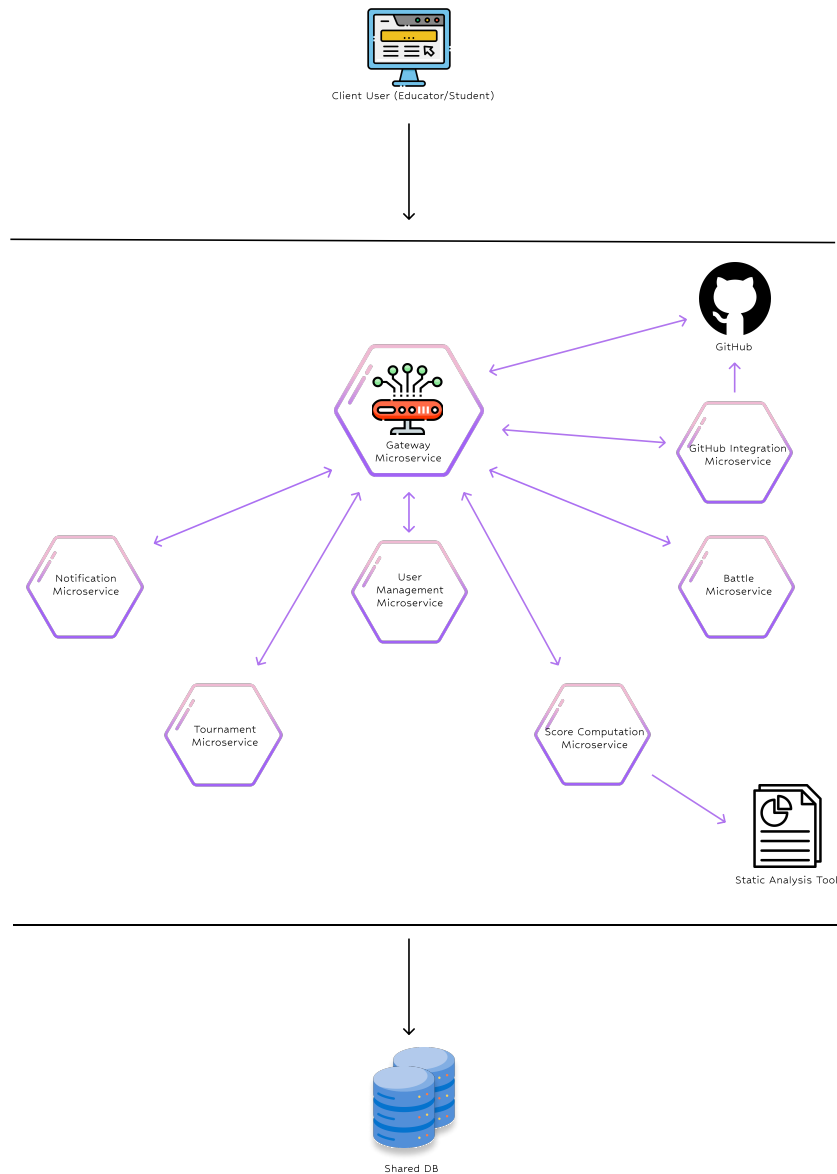 Client User (Educator/Student)
GitHub
Gateway
Microservice
GitHub Integration
Microservice
Notification
Microservice
User
Management
Microservice
Battle
Microservice
Tournament
Microservice
Score Computation
Microservice
Static Analysis Tool
Shared DB